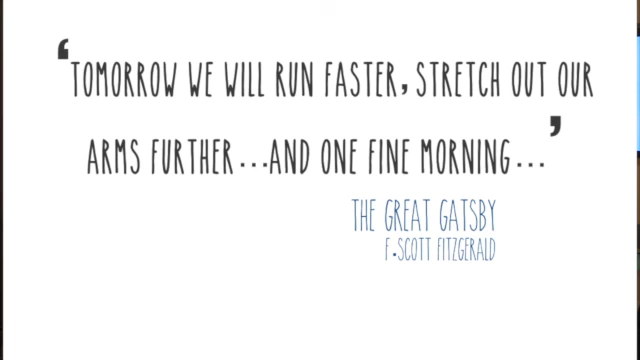 ‘TOMORROW WE WILL RUN FASTER, STRETCH OUT OUR
ARMS FURTHER...AND ONE FINE MORNING...’
THE GREAT GATSBY
F.SCOTT FITZGERALD